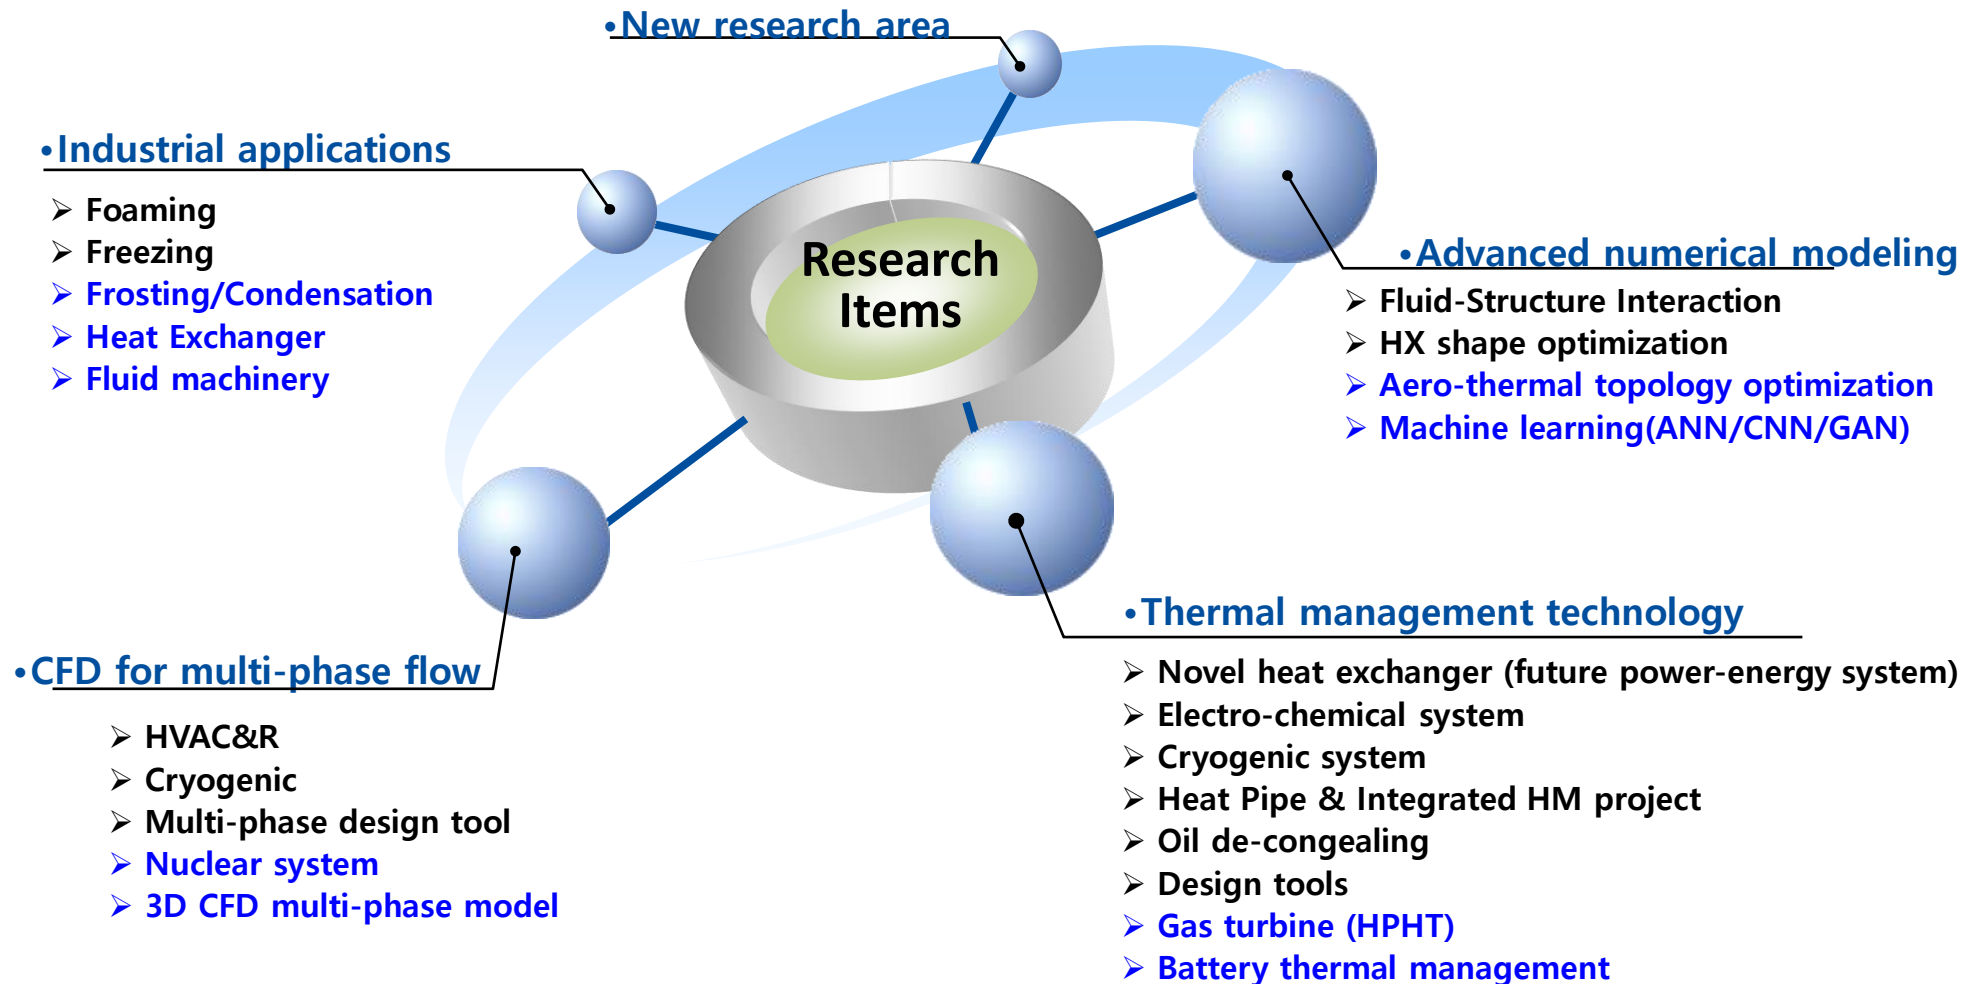 •New research area
•Industrial applications
➢ Foaming
➢ Freezing
➢ Frosting/Condensation
➢ Heat Exchanger
➢ Fluid machinery
Research
Items
•Advanced numerical modeling
➢ Fluid-Structure Interaction
➢ HX shape optimization
➢ Aero-thermal topology optimization
➢ Machine learning(ANN/CNN/GAN)
•CFD for multi-phase flow
➢ HVAC&R
➢ Cryogenic
➢ Multi-phase design tool
➢ Nuclear system
➢ 3D CFD multi-phase model
•Thermal management technology
➢ Novel heat exchanger (future power-energy system)
➢ Electro-chemical system
➢ Cryogenic system
➢ Heat Pipe & Integrated HM project
➢ Oil de-congealing
➢ Design tools
➢ Gas turbine (HPHT)
➢ Battery thermal management